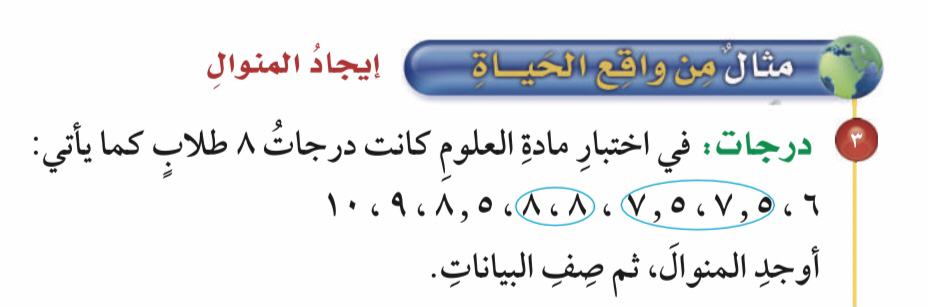 مثالٌ مِن واقِعِ الحَيـاةِ إيجادُ المنوالِ
٣ درجات: في اختبارِ مادةِ العلومِ كانت درجاتُ ٨ طلابٍ كما يأتي:
٦ ، ٧,٥ ، ٧,٥ ، ٨ ، ٨ ، ٨,٥ ، ٩ ، ١٠
أوجدِ المنوالَ، ثم صِفِ البياناتِ.